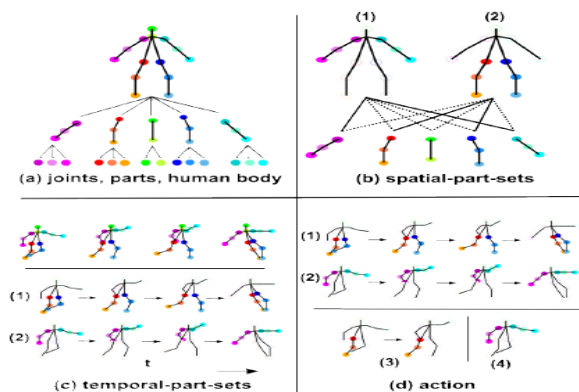 (1) (2)
(a) joints, parts, human body
(b) spatial-part-sets
(1)
(2)
t
(c) temporal-part-sets
(1)
(2)
(3) (4)
(d) action